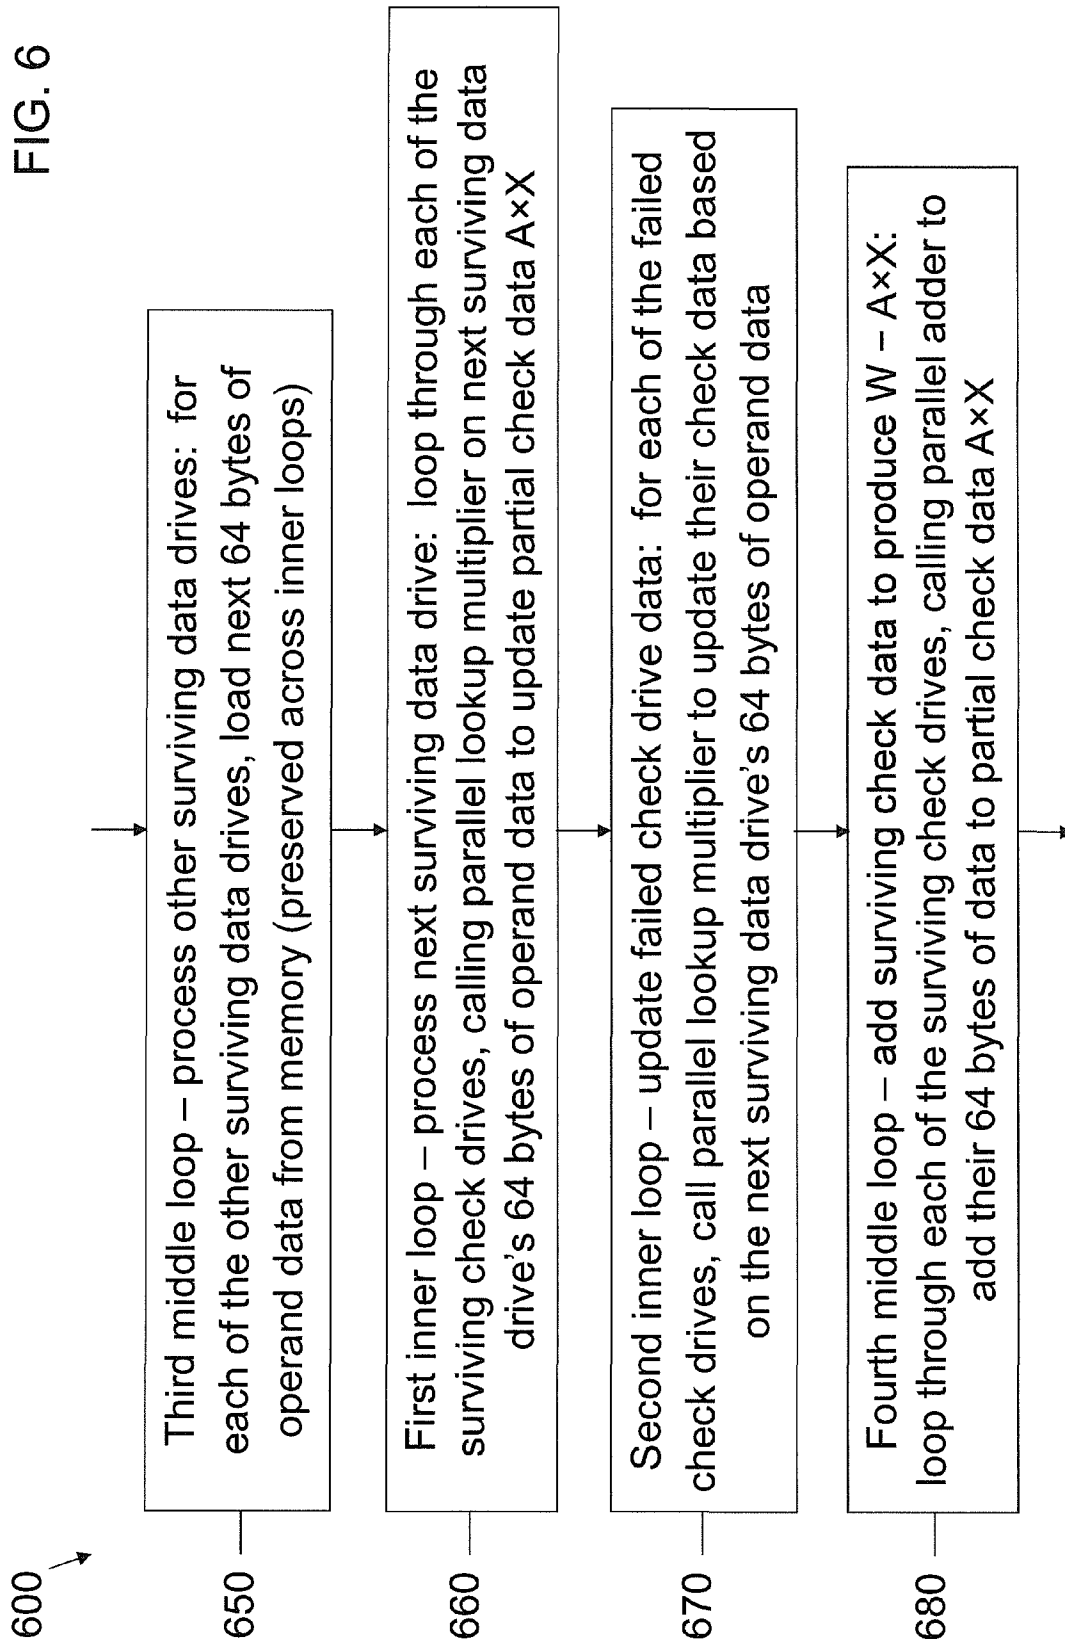 FIG. 6
600
650
Third middle loop – process other surviving data drives: for
each of the other surviving data drives, load next 64 bytes of
operand data from memory (preserved across inner loops)
660
First inner loop – process next surviving data drive: loop through each of the
surviving check drives, calling parallel lookup multiplier on next surviving data
drive's 64 bytes of operand data to update partial check data A×X
670
Second inner loop – update failed check drive data: for each of the failed
check drives, call parallel lookup multiplier to update their check data based
on the next surviving data drive's 64 bytes of operand data
680
Fourth middle loop – add surviving check data to produce W – A×X:
loop through each of the surviving check drives, calling parallel adder to
add their 64 bytes of data to partial check data A×X